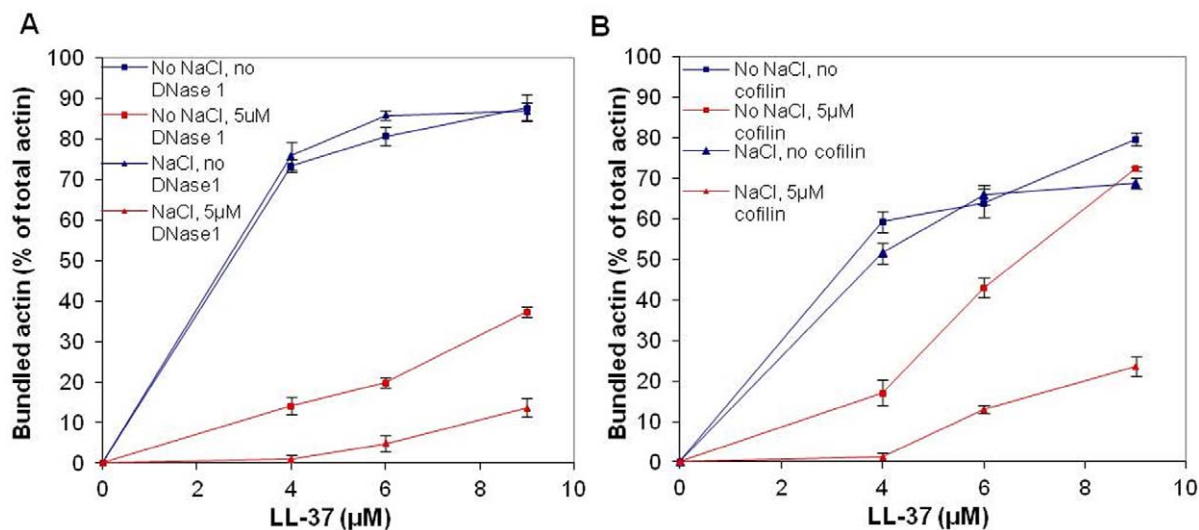 A
Bundled actin (% of total actin)
100
90
80
70
60
50
40
30
20
10
0
No NaCl, no
DNase 1
No NaCl, 5uM
DNase 1
NaCl, no
DNase1
NaCl, 5µM
DNase1
0 2 4 6 8 10
LL-37 (µM)
B
Bundled actin (% of total actin)
100
90
80
70
60
50
40
30
20
10
0
No NaCl, no
cofilin
No NaCl, 5µM
cofilin
NaCl, no cofilin
NaCl, 5µM
cofilin
0 2 4 6 8 10
LL-37 (µM)